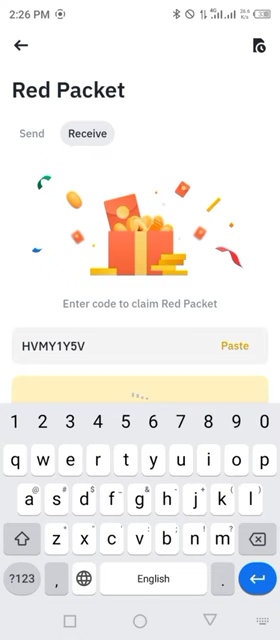 2:26 PM
Red Packet
Send Receive
Enter code to claim Red Packet
HVMY1Y5V Paste
1 2 3 4 5 6 7 8 9 0
q w e r t y u i o p
a s d f g h j k l
z x c v b n m
?123 , English .